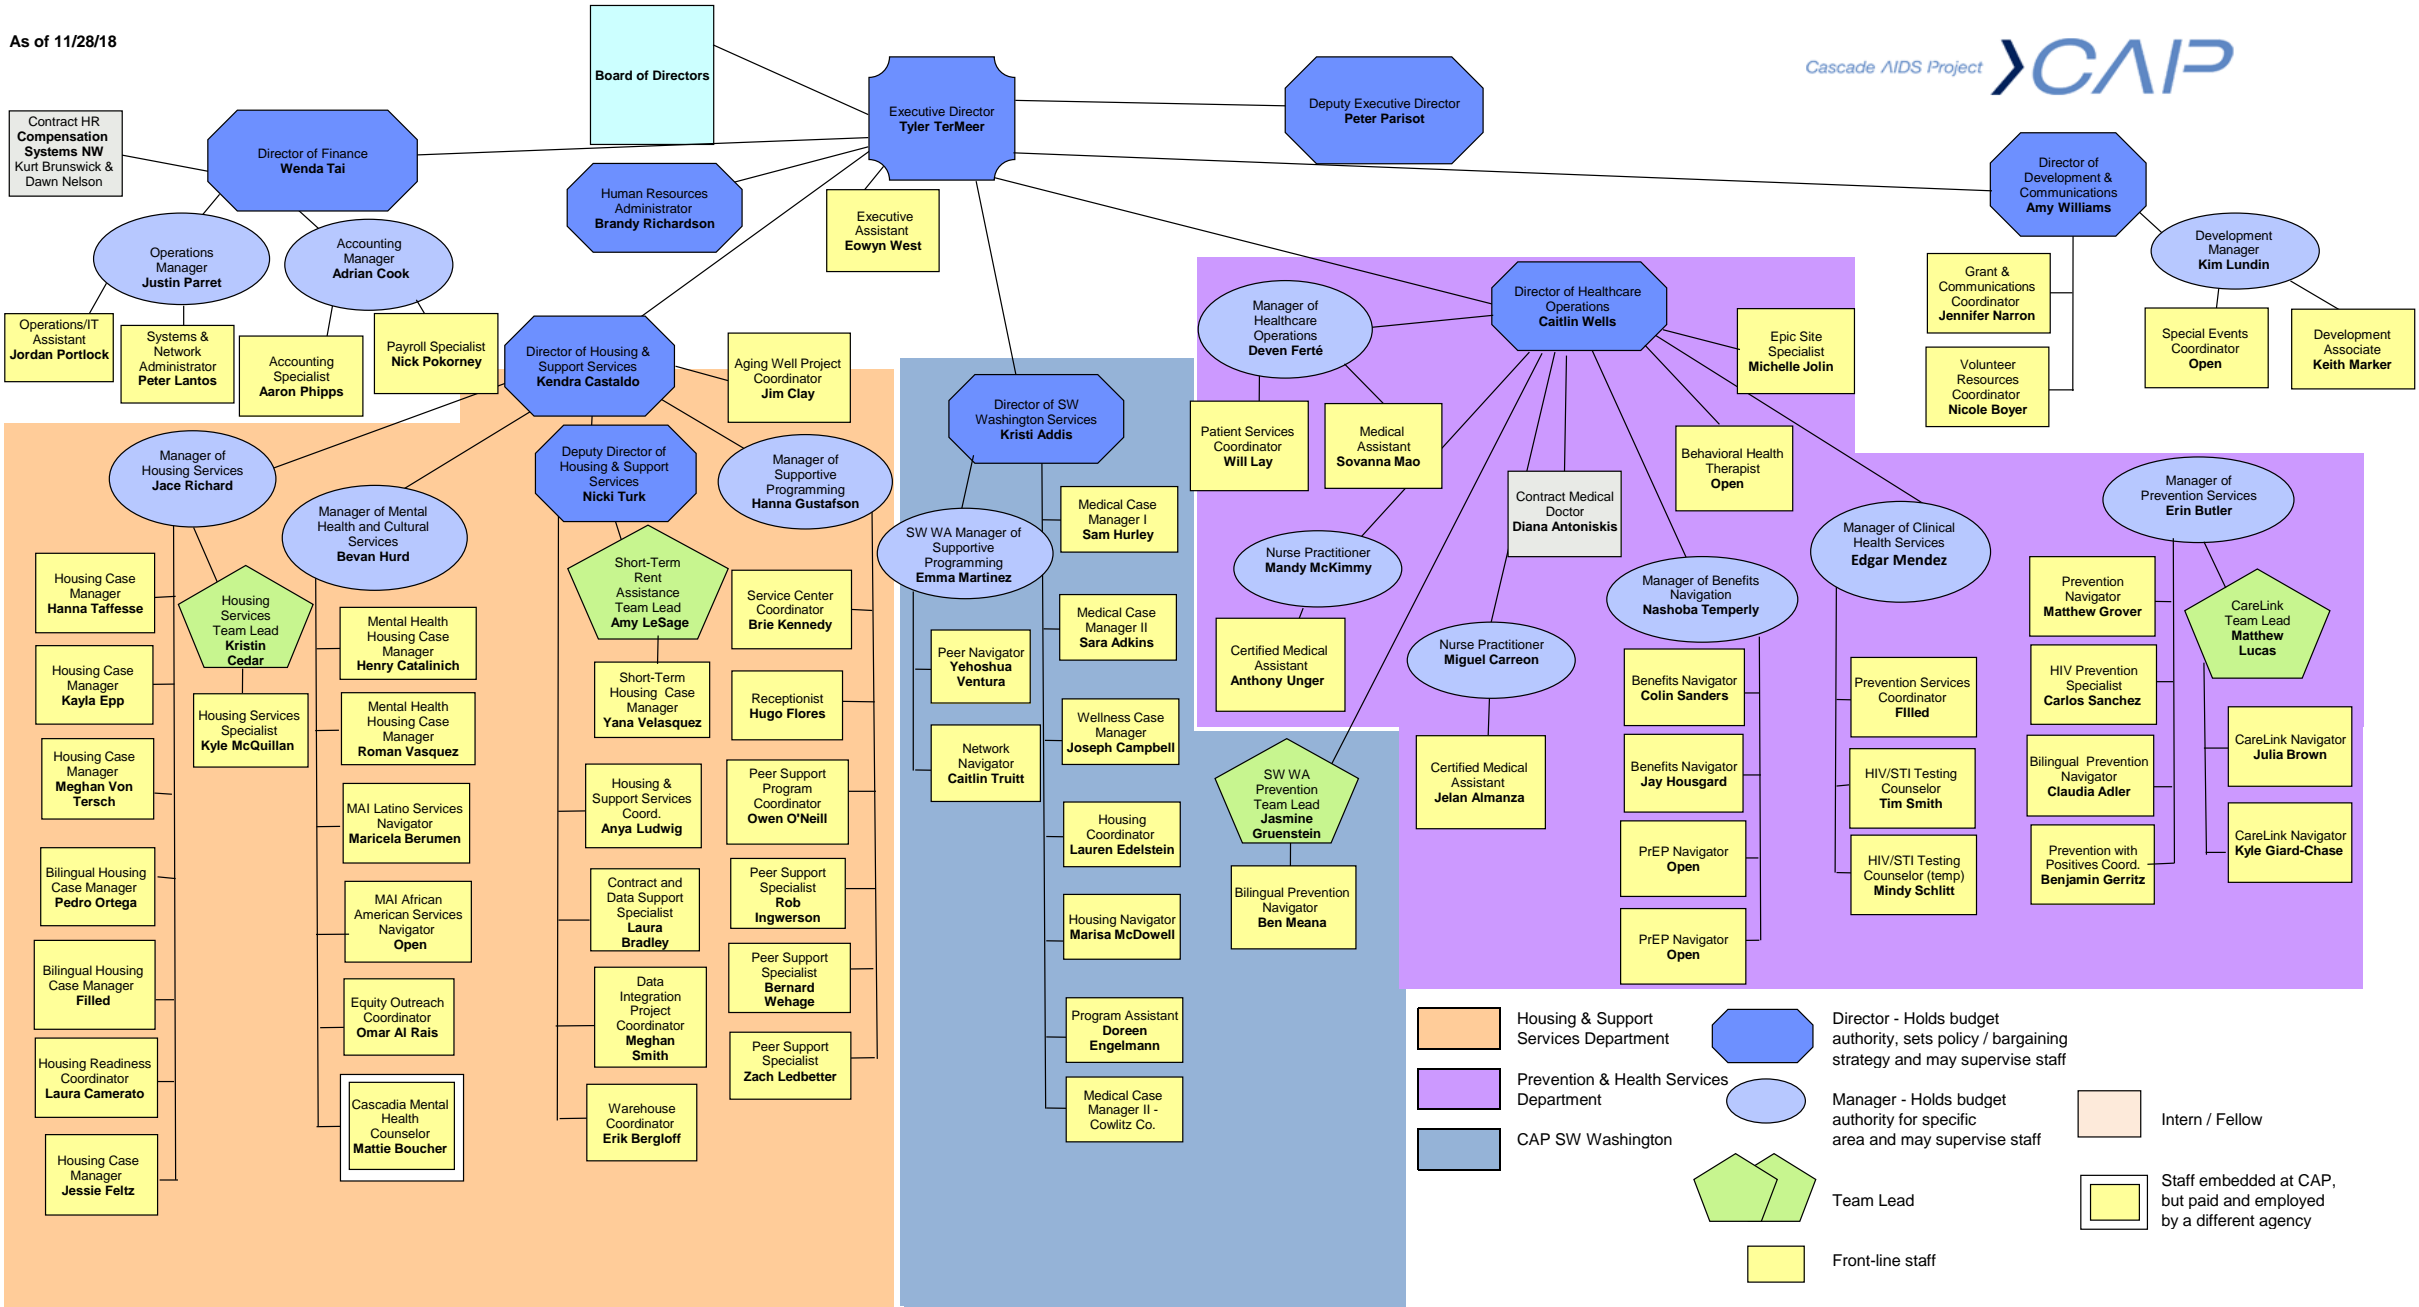 As of 11/28/18
Cascade AIDS Project
CAP
Board of Directors
Executive Director
Tyler TerMeer
Deputy Executive Director
Peter Parisot
Contract HR
Compensation
Systems NW
Kurt Brunswick &
Dawn Nelson
Director of Finance
Wenda Tai
Human Resources
Administrator
Brandy Richardson
Executive
Assistant
Eowyn West
Director of
Development &
Communications
Amy Williams
Operations
Manager
Justin Parret
Accounting
Manager
Adrian Cook
Development
Manager
Kim Lundin
Grant &
Communications
Coordinator
Jennifer Narron
Volunteer
Resources
Coordinator
Nicole Boyer
Special Events
Coordinator
Open
Development
Associate
Keith Marker
Operations/IT
Assistant
Jordan Portlock
Systems &
Network
Administrator
Peter Lantos
Accounting
Specialist
Aaron Phipps
Payroll Specialist
Nick Pokorney
Director of Housing &
Support Services
Kendra Castaldo
Aging Well Project
Coordinator
Jim Clay
Manager of
Housing Services
Jace Richard
Manager of Mental
Health and Cultural
Services
Bevan Hurd
Deputy Director of
Housing & Support
Services
Nicki Turk
Manager of
Supportive
Programming
Hanna Gustafson
Housing Case
Manager
Hanna Taffesse
Housing Case
Manager
Kayla Epp
Housing Case
Manager
Meghan Von
Tersch
Bilingual Housing
Case Manager
Pedro Ortega
Bilingual Housing
Case Manager
Filled
Housing Readiness
Coordinator
Laura Camerato
Housing Case
Manager
Jessie Feltz
Housing
Services
Team Lead
Kristin
Cedar
Housing Services
Specialist
Kyle McQuillan
Mental Health
Housing Case
Manager
Henry Catalinich
Mental Health
Housing Case
Manager
Roman Vasquez
MAI Latino Services
Navigator
Maricela Berumen
MAI African
American Services
Navigator
Open
Equity Outreach
Coordinator
Omar Al Rais
Cascadia Mental
Health
Counselor
Mattie Boucher
Short-Term
Rent
Assistance
Team Lead
Amy LeSage
Short-Term
Housing  Case
Manager
Yana Velasquez
Housing &
Support Services
Coord.
Anya Ludwig
Contract and
Data Support
Specialist
Laura
Bradley
Data
Integration
Project
Coordinator
Meghan
Smith
Warehouse
Coordinator
Erik Bergloff
Service Center
Coordinator
Brie Kennedy
Receptionist
Hugo Flores
Peer Support
Program
Coordinator
Owen O'Neill
Peer Support
Specialist
Rob
Ingwerson
Peer Support
Specialist
Bernard
Wehage
Peer Support
Specialist
Zach Ledbetter
Director of SW
Washington Services
Kristi Addis
SW WA Manager of
Supportive
Programming
Emma Martinez
Peer Navigator
Yehoshua
Ventura
Network
Navigator
Caitlin Truitt
Medical Case
Manager I
Sam Hurley
Medical Case
Manager II
Sara Adkins
Wellness Case
Manager
Joseph Campbell
Housing
Coordinator
Lauren Edelstein
Housing Navigator
Marisa McDowell
Program Assistant
Doreen
Engelmann
Medical Case
Manager II -
Cowlitz Co.
Director of Healthcare
Operations
Caitlin Wells
Manager of
Healthcare
Operations
Deven Ferté
Epic Site
Specialist
Michelle Jolin
Patient Services
Coordinator
Will Lay
Medical
Assistant
Sovanna Mao
Behavioral Health
Therapist
Open
Contract Medical
Doctor
Diana Antoniskis
Nurse Practitioner
Mandy McKimmy
Certified Medical
Assistant
Anthony Unger
Nurse Practitioner
Miguel Carreon
Certified Medical
Assistant
Jelan Almanza
SW WA
Prevention
Team Lead
Jasmine
Gruenstein
Bilingual Prevention
Navigator
Ben Meana
Manager of Benefits
Navigation
Nashoba Temperly
Benefits Navigator
Colin Sanders
Benefits Navigator
Jay Housgard
PrEP Navigator
Open
PrEP Navigator
Open
Manager of Clinical
Health Services
Edgar Mendez
Prevention Services
Coordinator
FIlled
HIV/STI Testing
Counselor
Tim Smith
HIV/STI Testing
Counselor (temp)
Mindy Schlitt
Manager of
Prevention Services
Erin Butler
Prevention
Navigator
Matthew Grover
HIV Prevention
Specialist
Carlos Sanchez
Bilingual  Prevention
Navigator
Claudia Adler
Prevention with
Positives Coord.
Benjamin Gerritz
CareLink
Team Lead
Matthew
Lucas
CareLink Navigator
Julia Brown
CareLink Navigator
Kyle Giard-Chase
Housing & Support
Services Department
Prevention & Health Services
Department
CAP SW Washington
Director - Holds budget
authority, sets policy / bargaining
strategy and may supervise staff
Manager - Holds budget
authority for specific
area and may supervise staff
Team Lead
Front-line staff
Intern / Fellow
Staff embedded at CAP,
but paid and employed
by a different agency